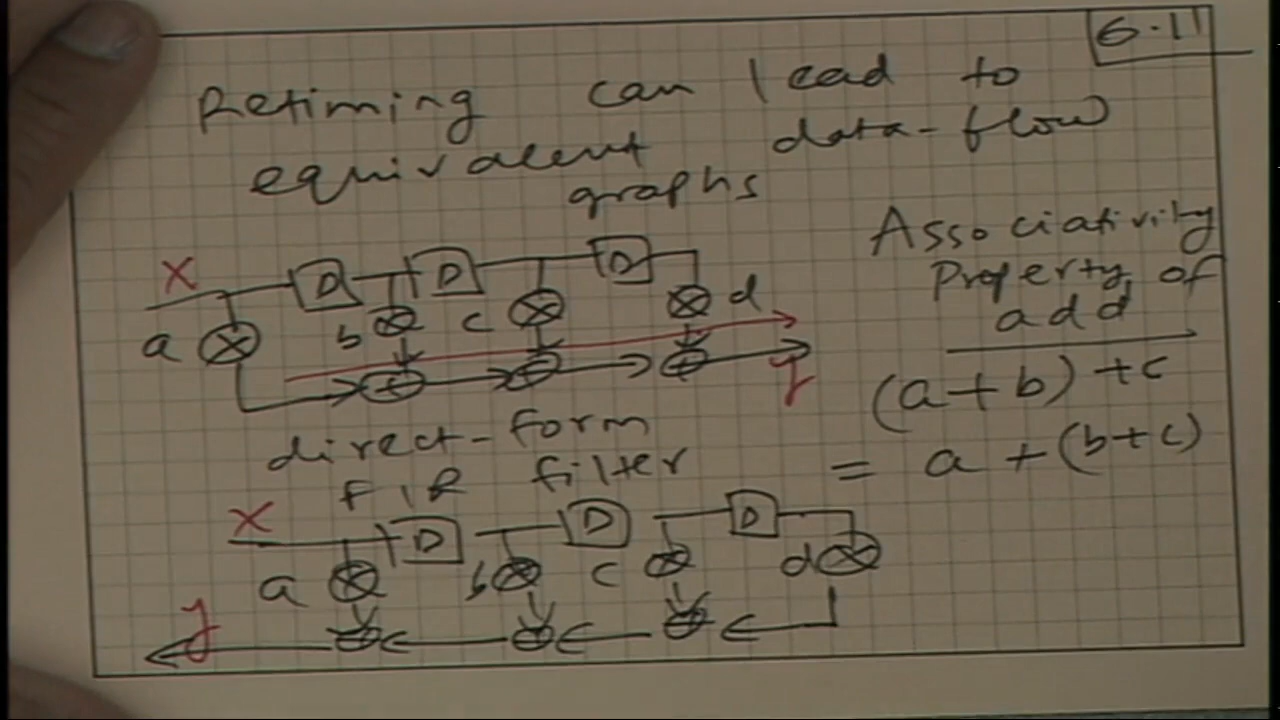 6.11
Retiming can lead to
equivalent data-flow
graphs
Associativity
Property of
add
(a+b)+c
= a+(b+c)
X
D D D
a b c d
y
direct-form
FIR filter
X
D D D
a b c d
y